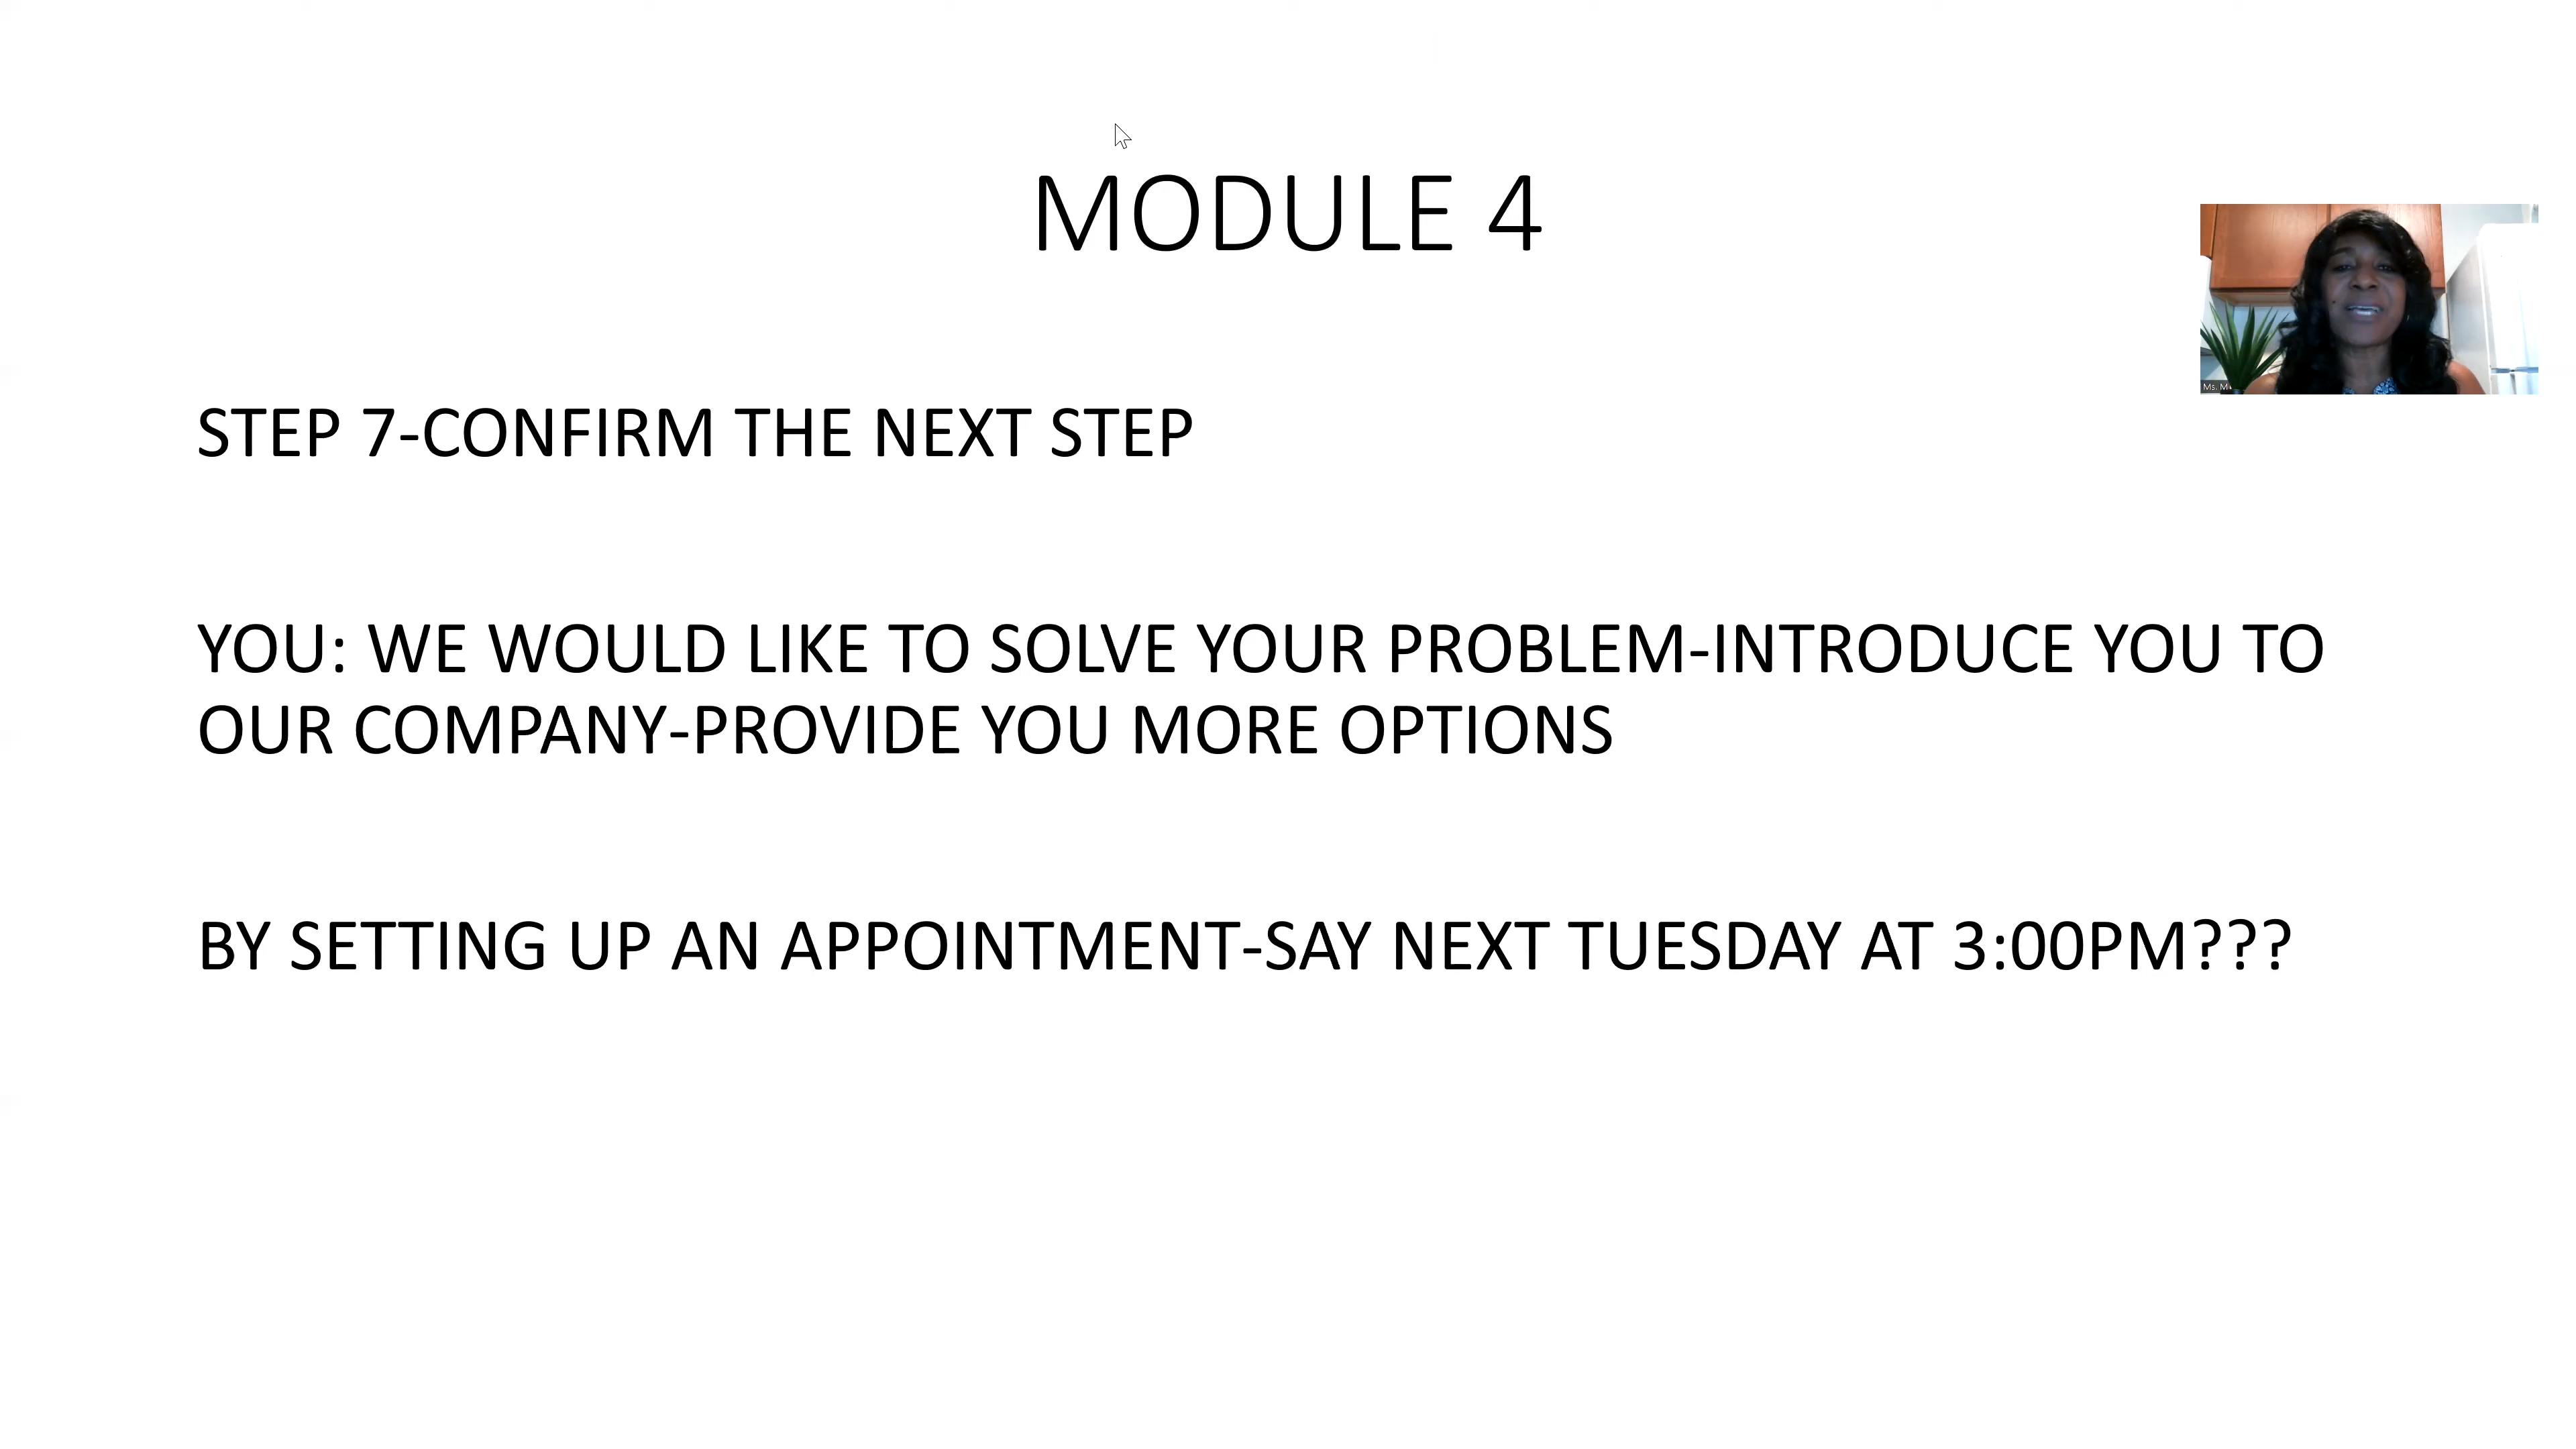 MODULE 4
STEP 7-CONFIRM THE NEXT STEP
YOU: WE WOULD LIKE TO SOLVE YOUR PROBLEM-INTRODUCE YOU TO
OUR COMPANY-PROVIDE YOU MORE OPTIONS
BY SETTING UP AN APPOINTMENT-SAY NEXT TUESDAY AT 3:00PM???
Ms.